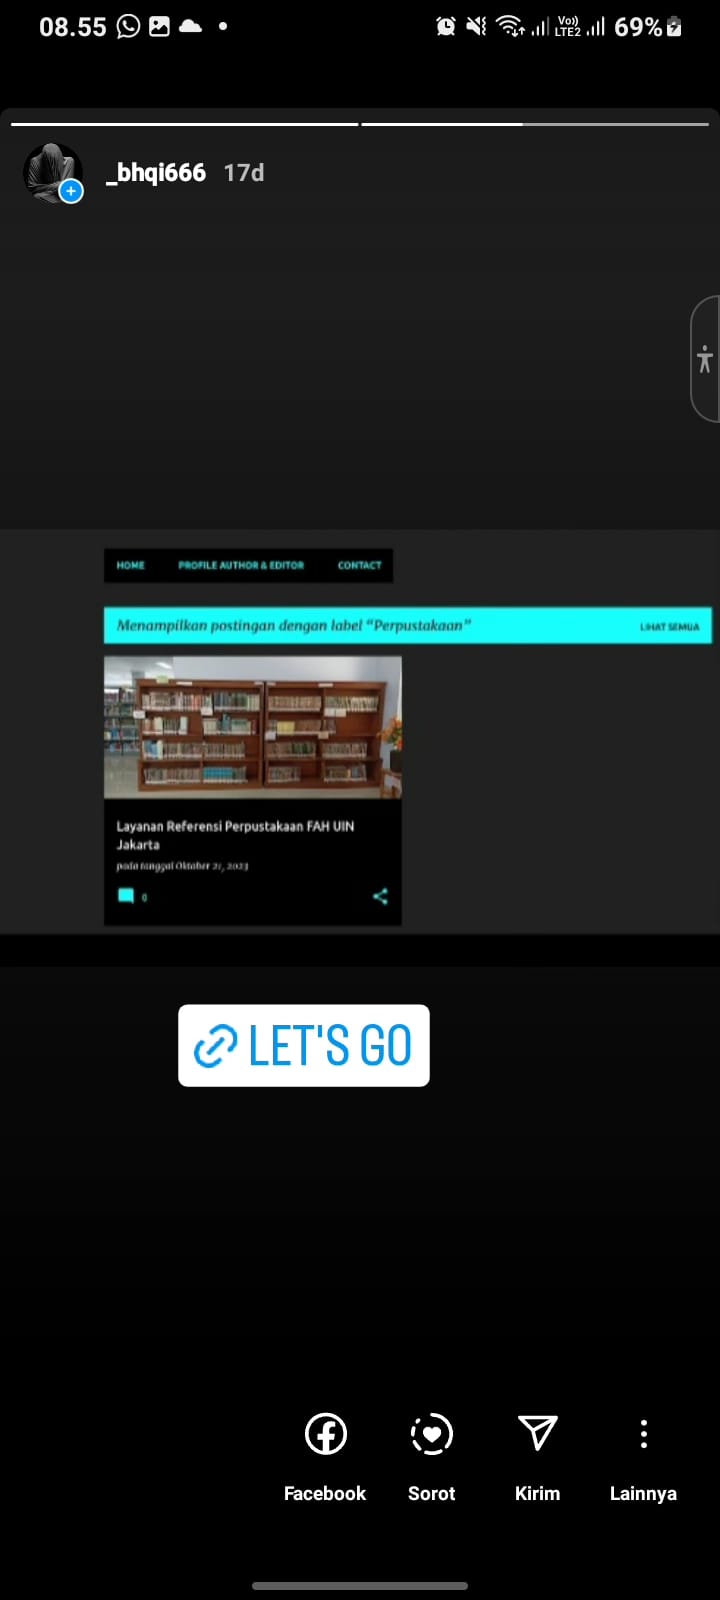 08.55
Vo))
LTE2
69%
_bhqi666 17d
HOME PROFILE AUTHOR & EDITOR CONTACT
Menampilkan postingan dengan label “Perpustakaan”
LIHAT SEMUA
Layanan Referensi Perpustakaan FAH UIN
Jakarta
pada tanggal Oktober 21, 2023
0
LET'S GO
Facebook Sorot Kirim Lainnya